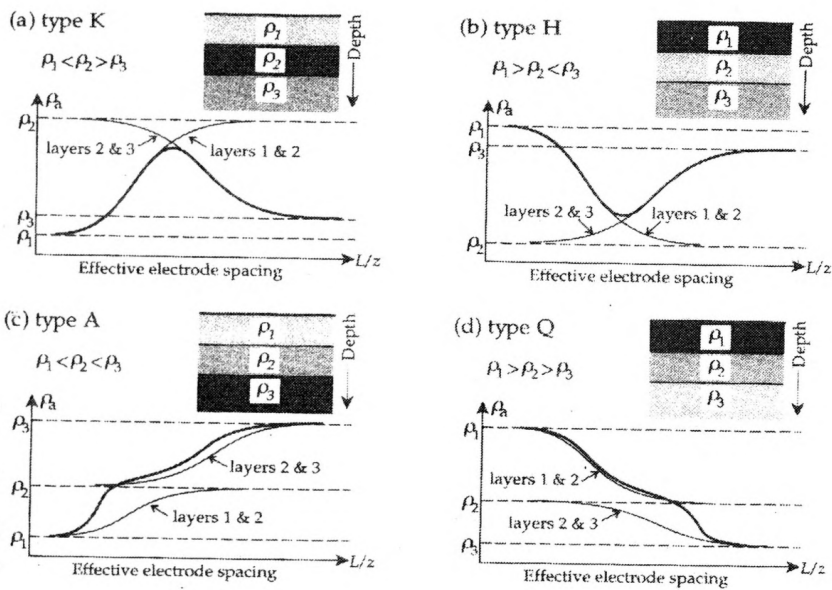 (a) type K
ρ1 < ρ2 > ρ3
ρ1
ρ2
ρ3
Depth
ρa
ρ2
ρ3
ρ1
layers 2 & 3
layers 1 & 2
L/z
Effective electrode spacing
(b) type H
ρ1 > ρ2 < ρ3
ρ1
ρ2
ρ3
Depth
ρa
ρ1
ρ3
ρ2
layers 2 & 3
layers 1 & 2
L/z
Effective electrode spacing
(c) type A
ρ1 < ρ2 < ρ3
ρ1
ρ2
ρ3
Depth
ρa
ρ3
ρ2
ρ1
layers 2 & 3
layers 1 & 2
L/z
Effective electrode spacing
(d) type Q
ρ1 > ρ2 > ρ3
ρ1
ρ2
ρ3
Depth
ρa
ρ1
ρ2
ρ3
layers 1 & 2
layers 2 & 3
L/z
Effective electrode spacing